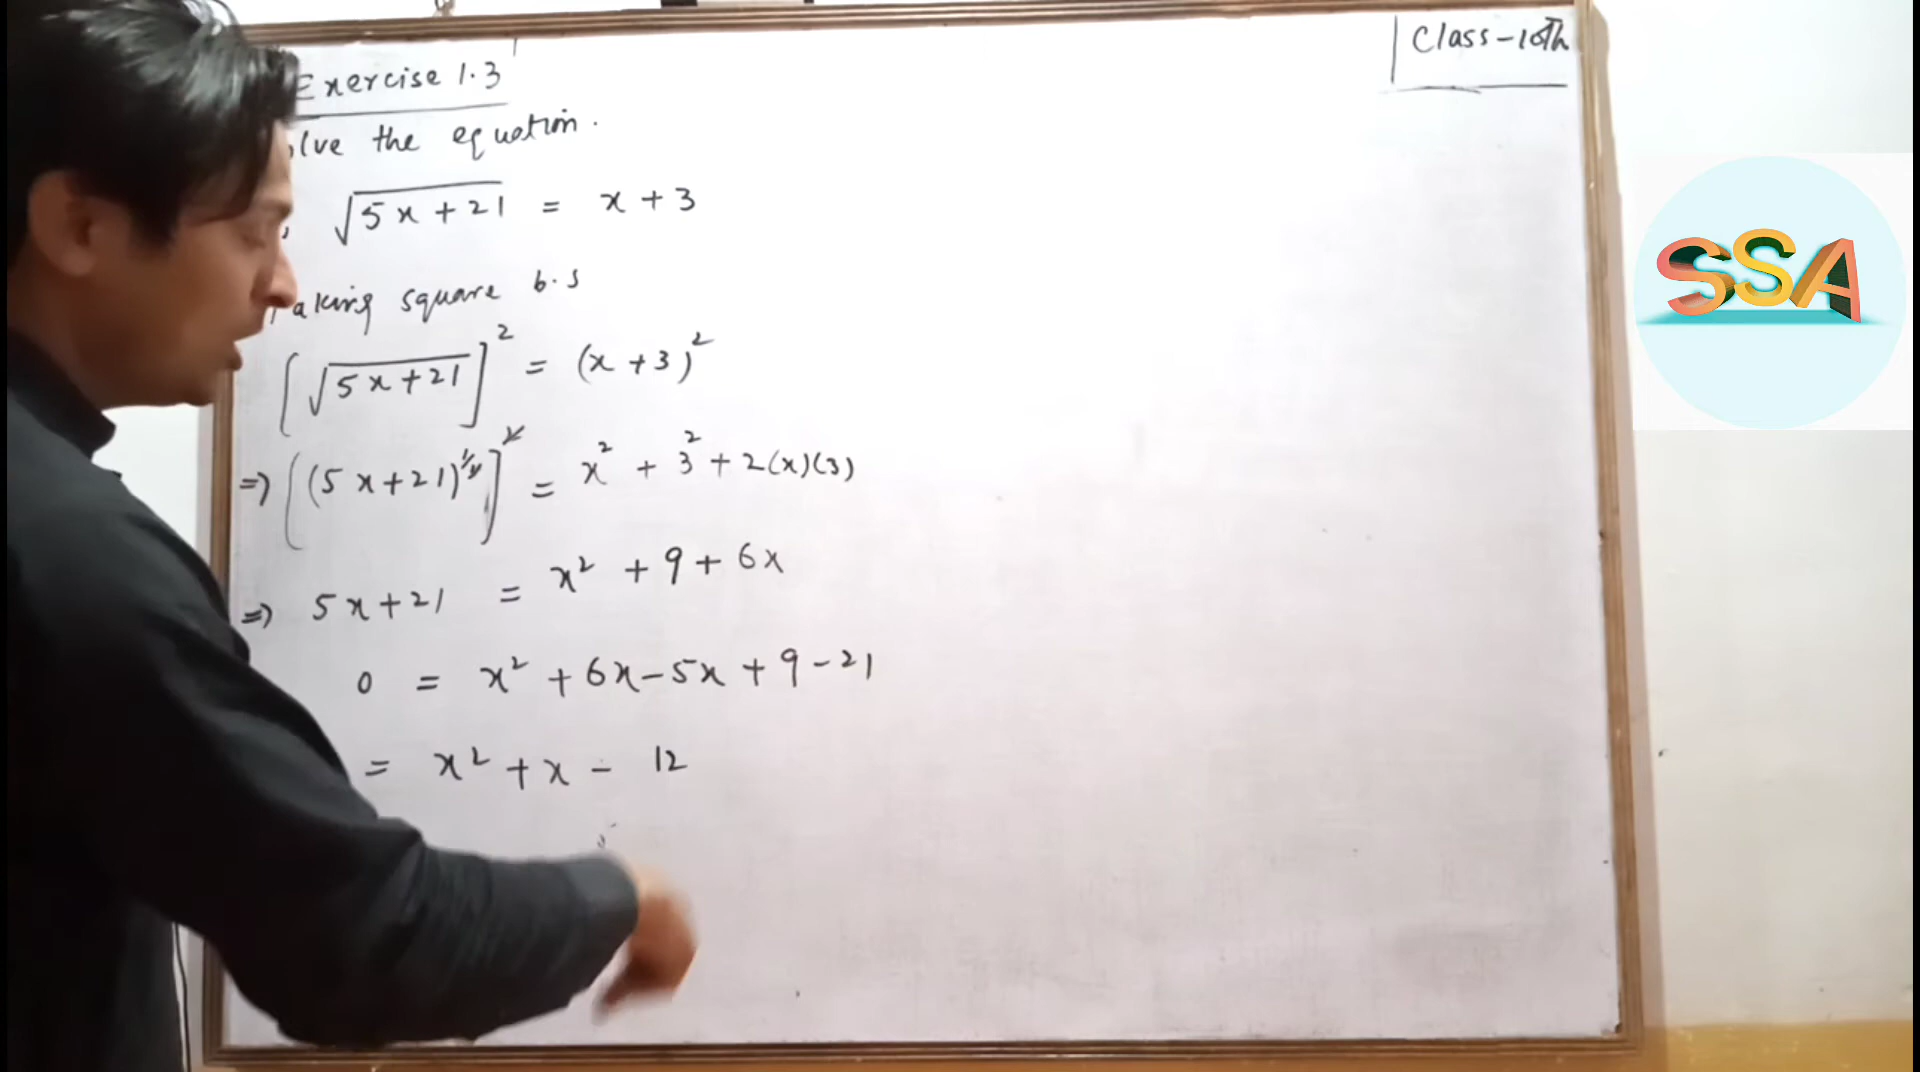 Class-10th
Exercise 1.3
lve the equation.
√(5x+21) = x+3
aking square b.s
[√(5x+21)]² = (x+3)²
=> [(5x+21)^1/2]² = x² + 3² + 2(x)(3)
=> 5x+21 = x² + 9 + 6x
0 = x² + 6x-5x + 9-21
= x² + x - 12
SSA